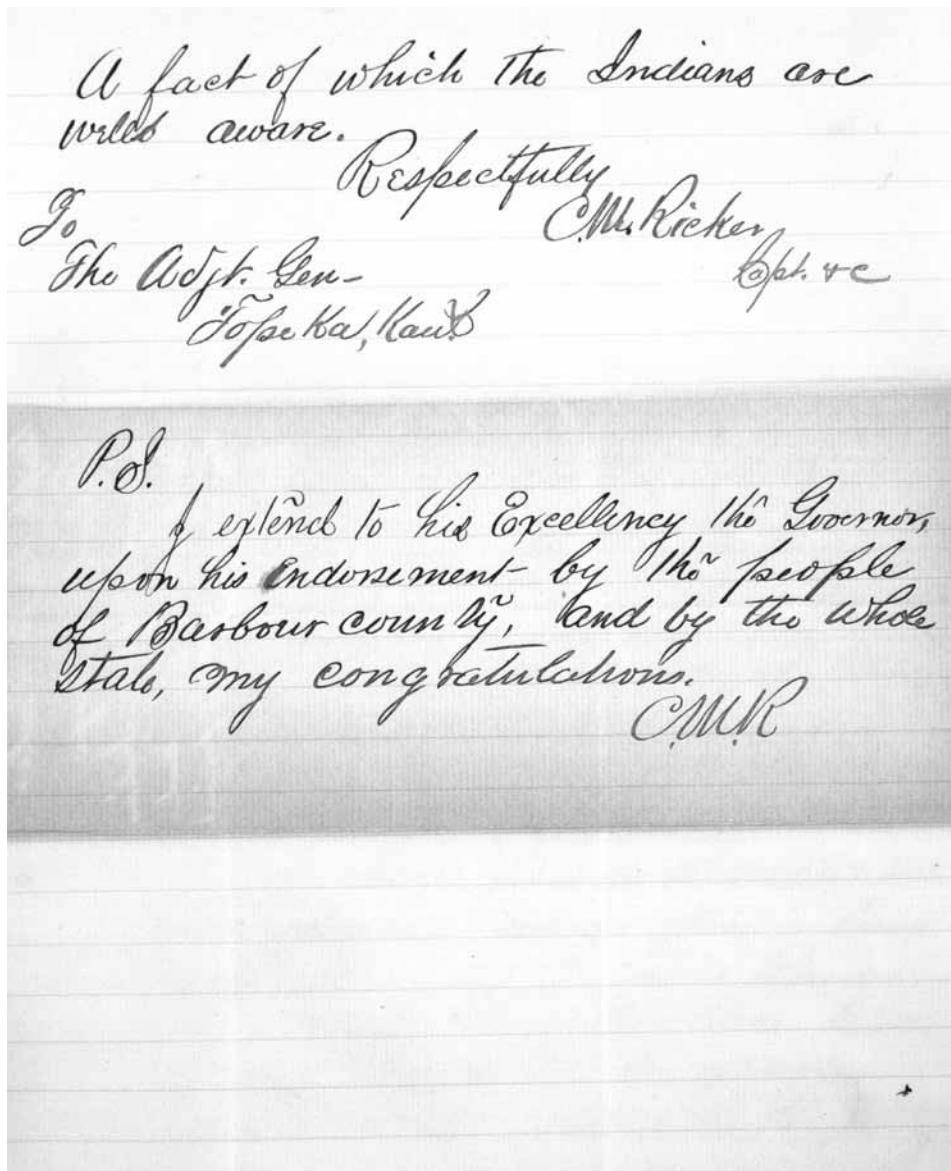 A fact of which the Indians are
well aware.
Respectfully
C.M. Ricker
Capt. &c
To
The Adjt. Gen-
Topeka, Kans
P.S.
I extend to his Excellency the Governor,
upon his endorsement by the people
of Barbour county, and by the whole
State, my congratulations.
C.M.R